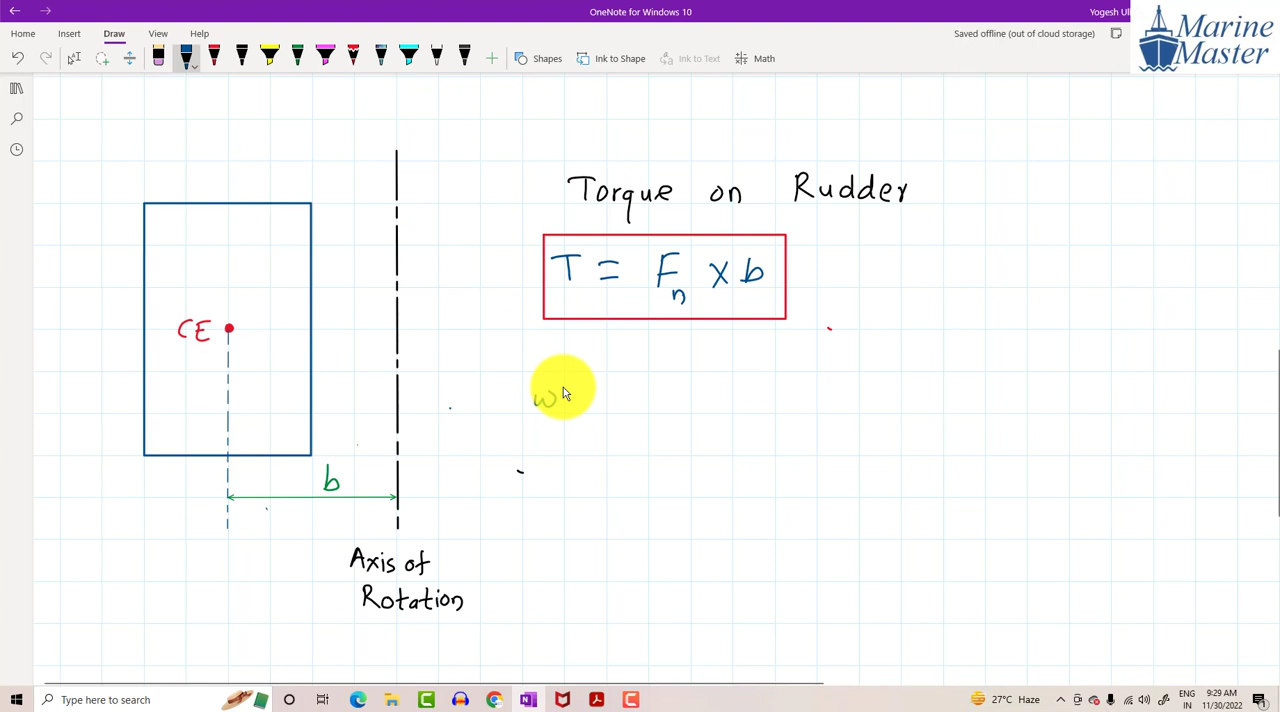 OneNote for Windows 10
Yogesh Ul
Marine
Master
Home Insert Draw View Help
Saved offline (out of cloud storage)
Shapes Ink to Shape Ink to Text Math
Torque on Rudder
T = Fn × b
CE
w
b
Axis of
Rotation
Type here to search
27°C Haze
ENG
IN
9:29 AM
11/30/2022